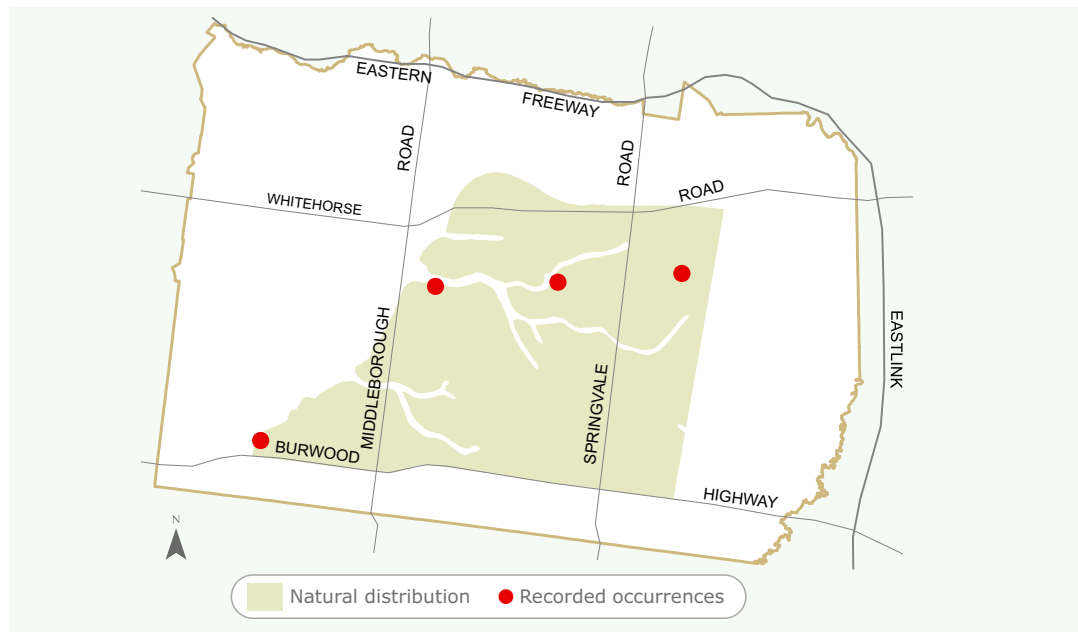 EASTERN
FREEWAY
ROAD
ROAD
ROAD
WHITEHORSE
MIDDLEBOROUGH
SPRINGVALE
EASTLINK
BURWOOD
HIGHWAY
N
Natural distribution
Recorded occurrences